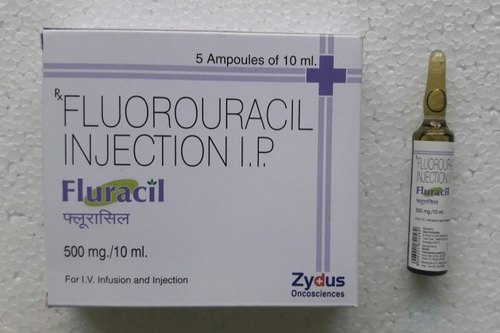 5 Ampoules of 10 ml.
Rx
FLUOROURACIL
INJECTION I.P.
Fluracil
फ्लूरासिल
500 mg./10 ml.
For I.V. Infusion and Injection
Zydus
Oncosciences
FLUOROURACIL
INJECTION I.P.
Fluracil
500 mg./10 ml.